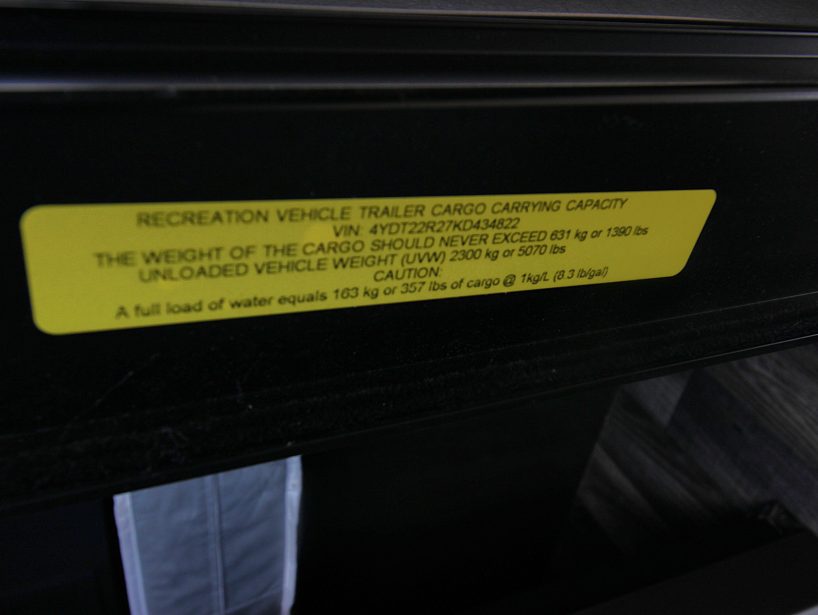 RECREATION VEHICLE TRAILER CARGO CARRYING CAPACITY
VIN: 4YDT22R27KD434822
THE WEIGHT OF THE CARGO SHOULD NEVER EXCEED 631 kg or 1390 lbs
UNLOADED VEHICLE WEIGHT (UVW) 2300 kg or 5070 lbs
CAUTION:
A full load of water equals 163 kg or 357 lbs of cargo @ 1kg/L (8.3 lb/gal)